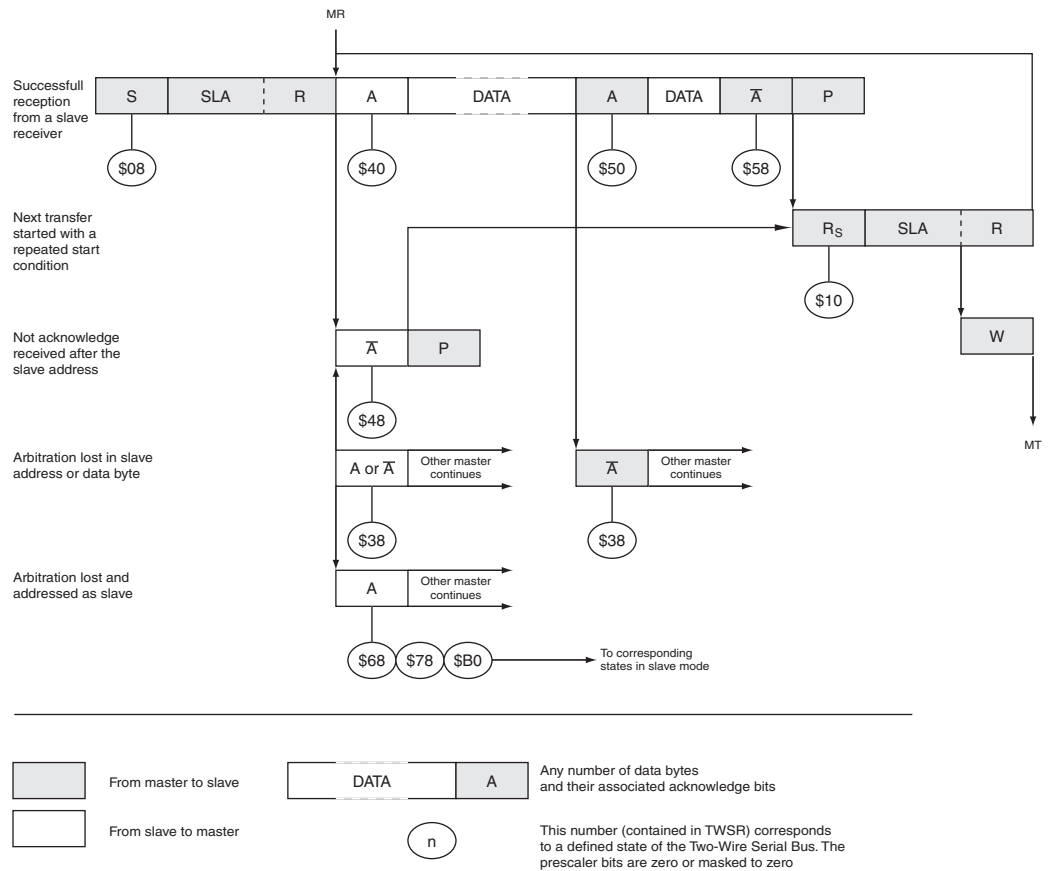 MR
Successfull
reception
from a slave
receiver
S SLA R A DATA A DATA A̅ P
$08 $40 $50 $58
Next transfer
started with a
repeated start
condition
RS SLA R
$10
Not acknowledge
received after the
slave address
A̅ P
W
$48
MT
Arbitration lost in slave
address or data byte
A or A̅
Other master
continues
A̅
Other master
continues
$38 $38
Arbitration lost and
addressed as slave
A
Other master
continues
$68 $78 $B0
To corresponding
states in slave mode
From master to slave
DATA A
Any number of data bytes
and their associated acknowledge bits
From slave to master
n
This number (contained in TWSR) corresponds
to a defined state of the Two-Wire Serial Bus. The
prescaler bits are zero or masked to zero